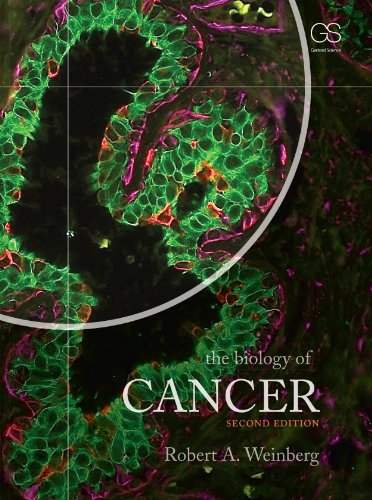 GS
Garland Science
the biology of
CANCER
SECOND EDITION
Robert A. Weinberg